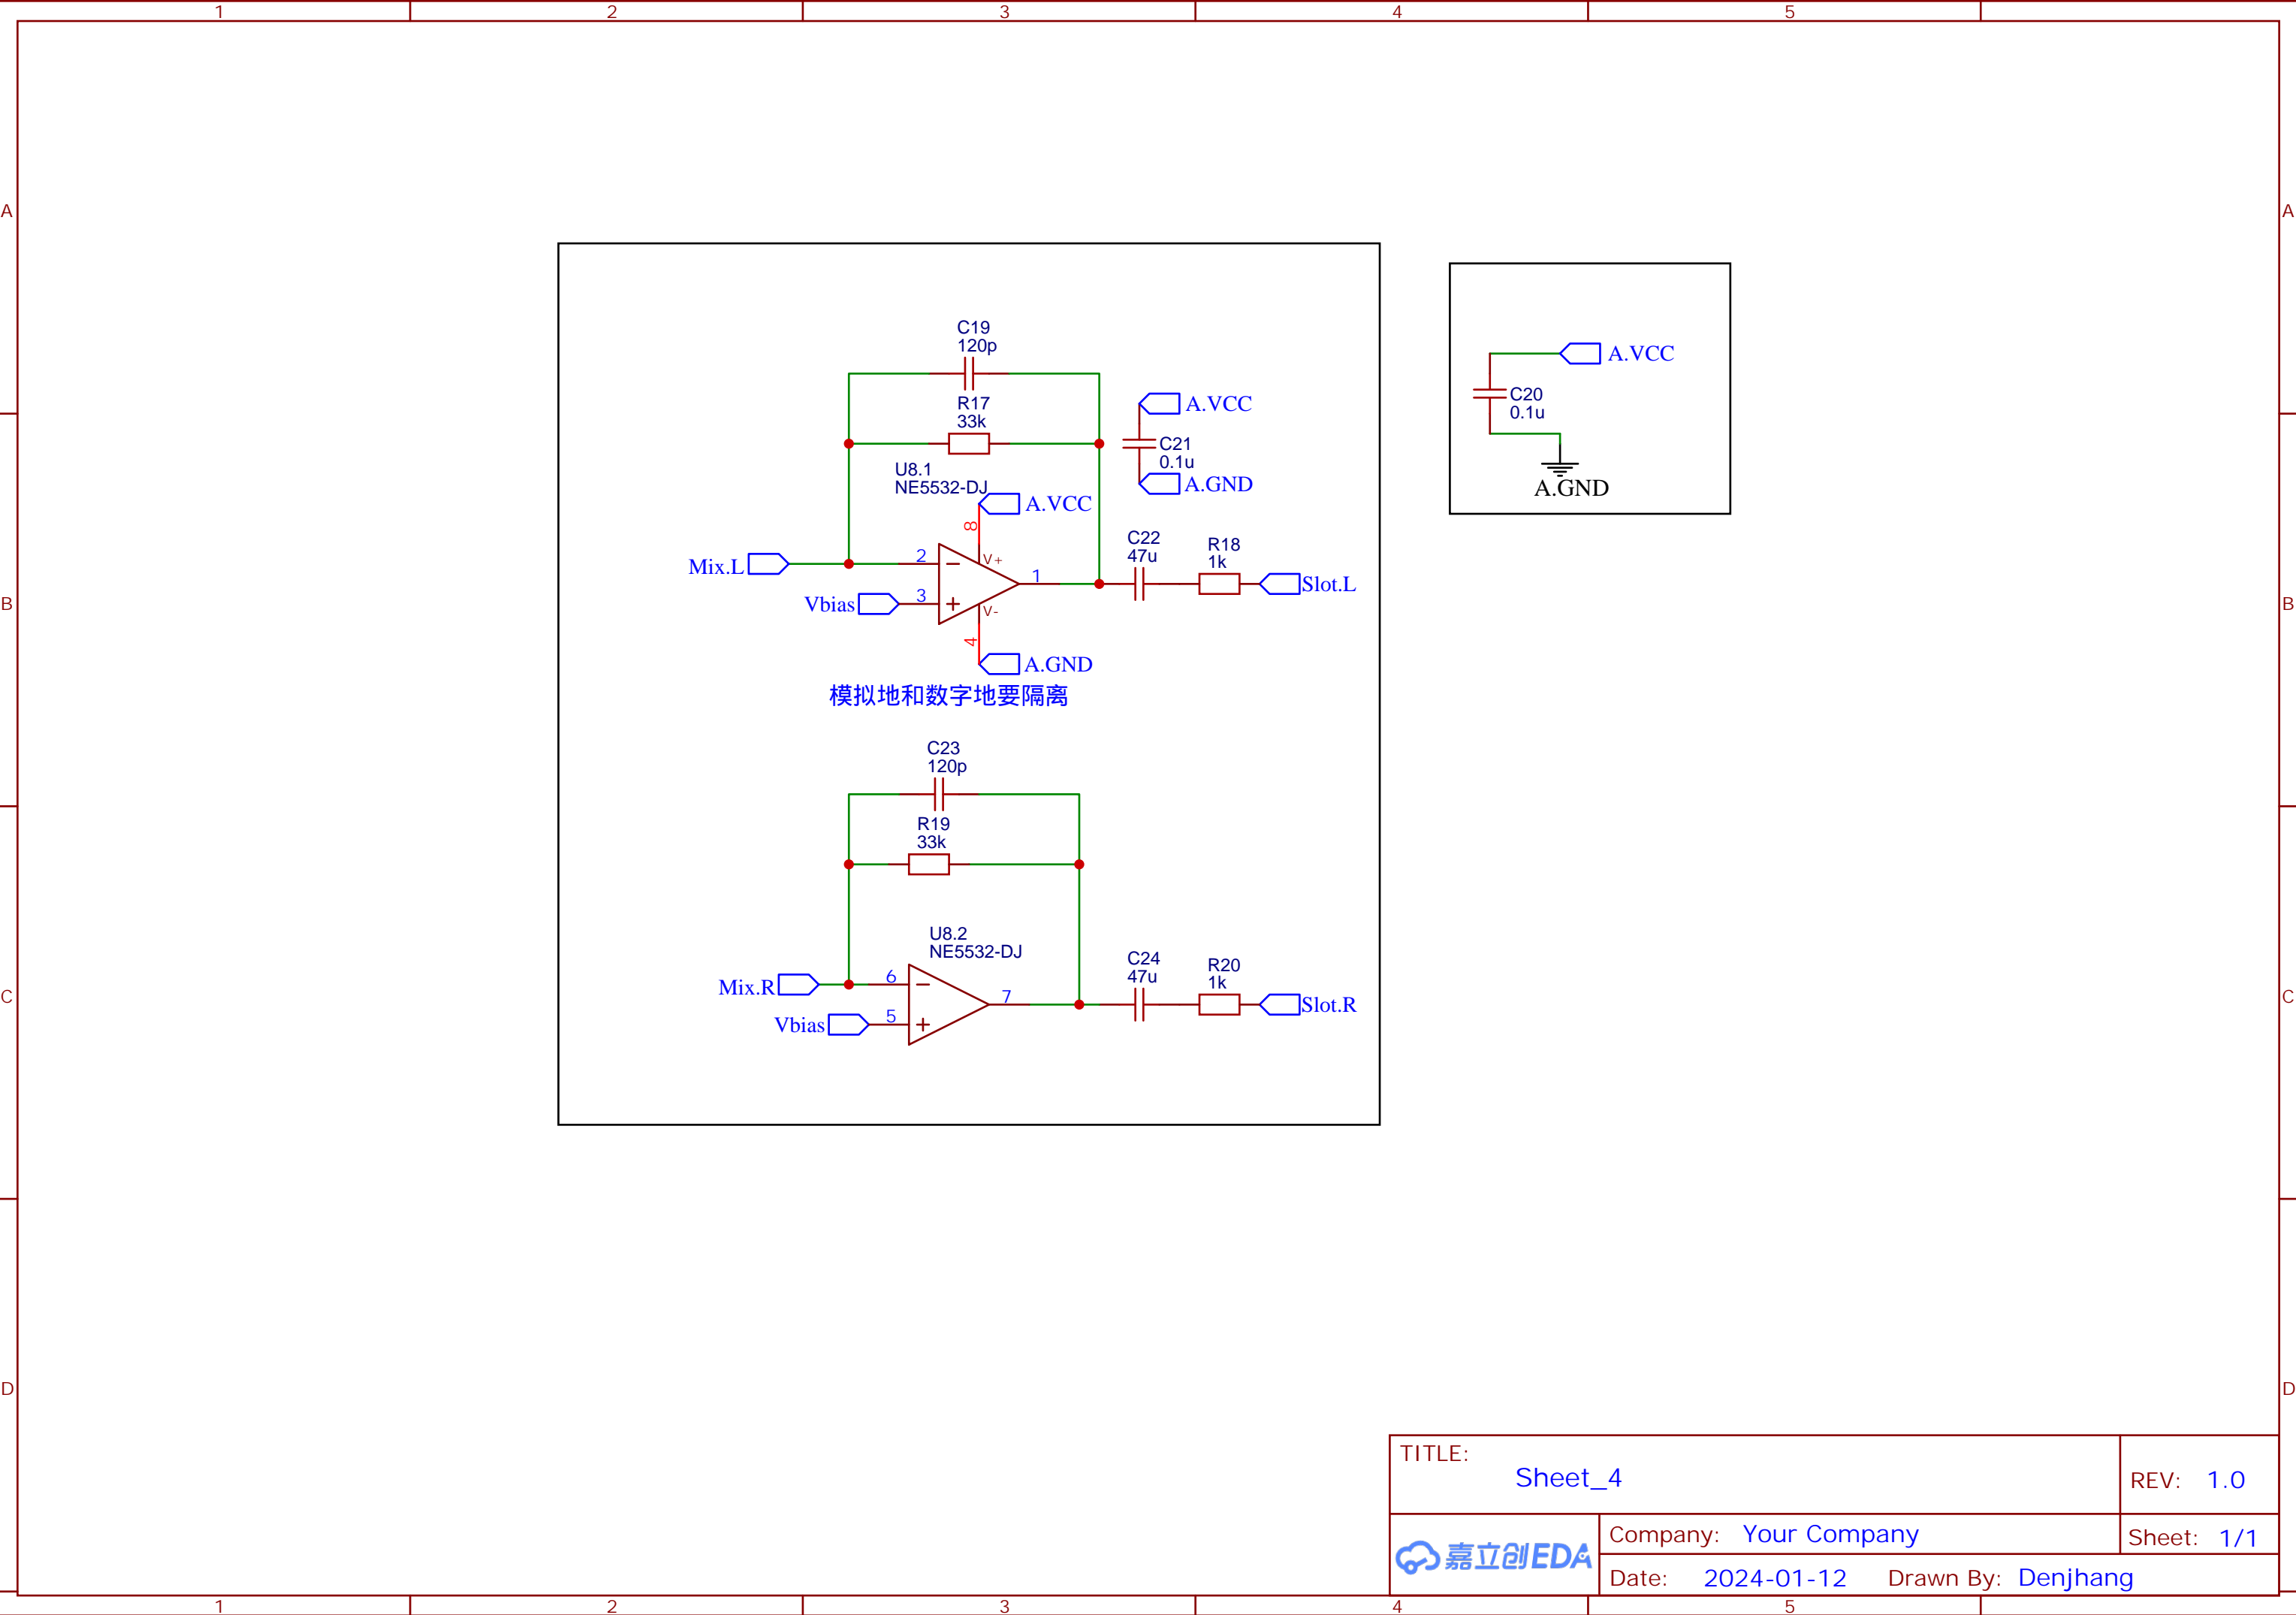 1 2 3 4 5
A A
B B
C C
D D
C19
120p
R17
33k
U8.1
NE5532-DJ
A.VCC
8
V+
Mix.L
2
Vbias
3
1
V-
4
A.GND
A.VCC
C21
0.1u
A.GND
C22
47u
R18
1k
Slot.L
模拟地和数字地要隔离
C23
120p
R19
33k
U8.2
NE5532-DJ
Mix.R
6
Vbias
5
7
C24
47u
R20
1k
Slot.R
A.VCC
C20
0.1u
A.GND
TITLE:
Sheet_4
REV: 1.0
嘉立创EDA
Company: Your Company
Sheet: 1/1
Date: 2024-01-12 Drawn By: Denjhang
1 2 3 4 5